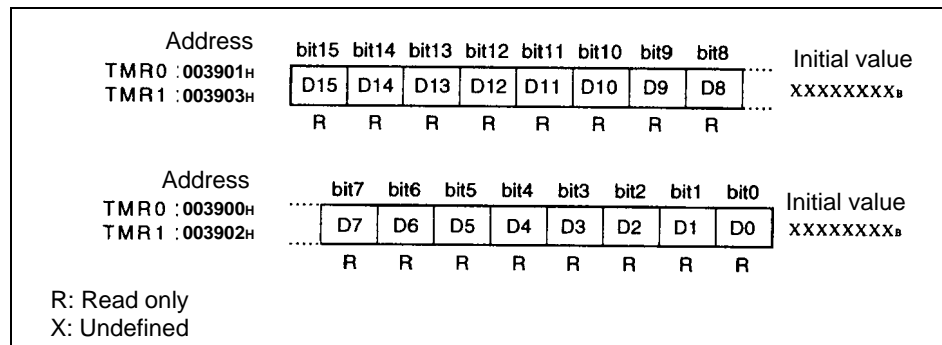 Address bit15 bit14 bit13 bit12 bit11 bit10 bit9 bit8 Initial value
TMR0 :003901H
TMR1 :003903H D15 D14 D13 D12 D11 D10 D9 D8 XXXXXXXXB
R R R R R R R R
Address bit7 bit6 bit5 bit4 bit3 bit2 bit1 bit0 Initial value
TMR0 :003900H
TMR1 :003902H D7 D6 D5 D4 D3 D2 D1 D0 XXXXXXXXB
R R R R R R R R
R: Read only
X: Undefined